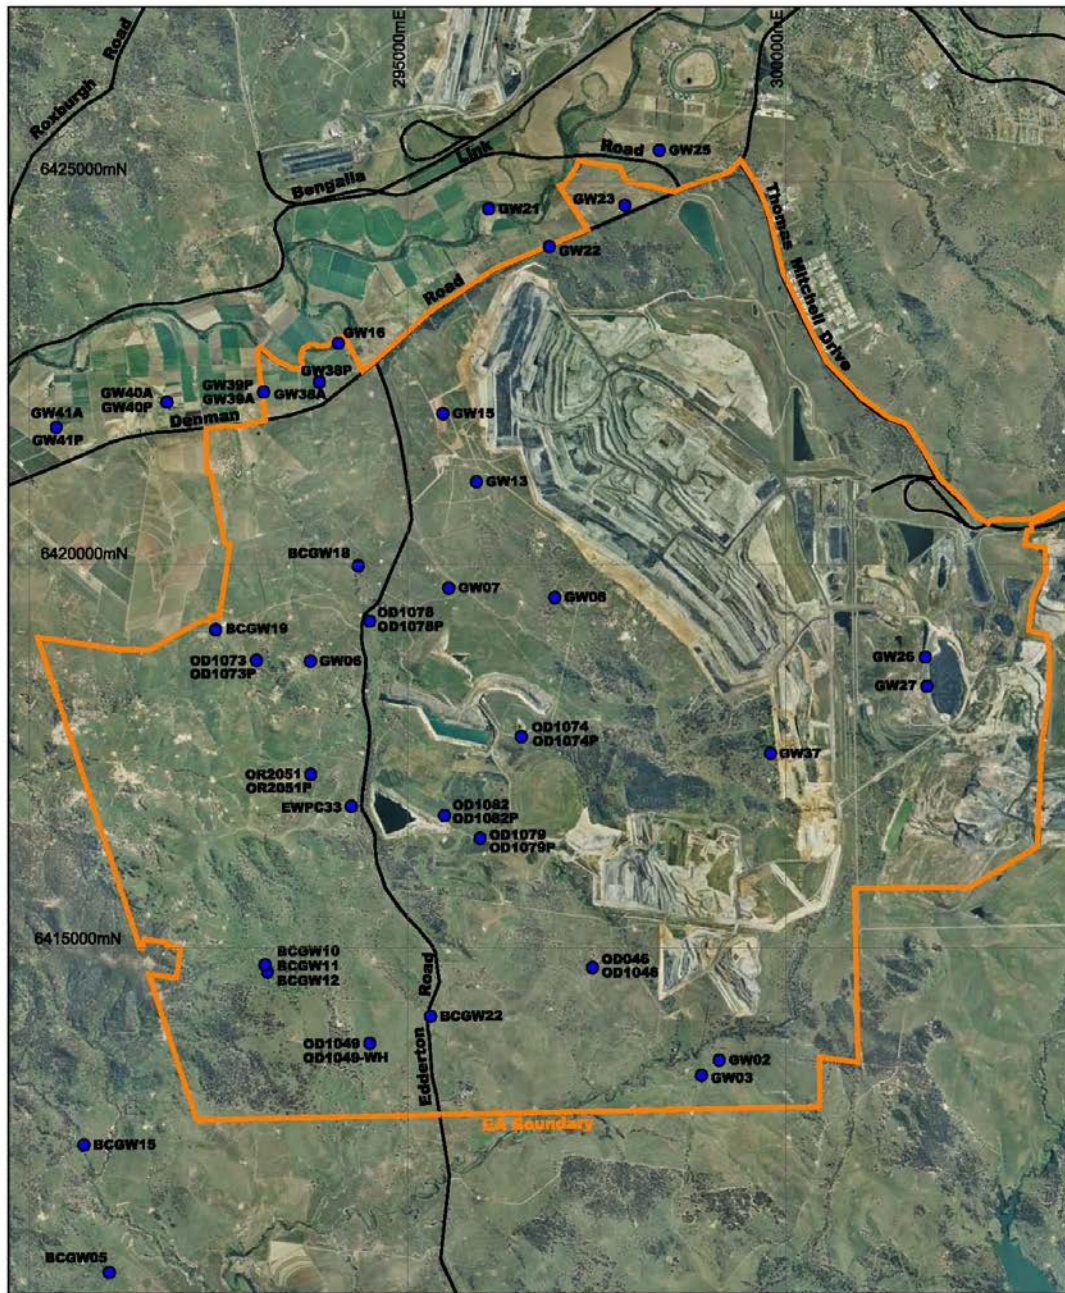 Roxburgh Road
295000mE
300000mE
6425000mN
Bengalla Link Road
GW25
GW23
GW21
GW22
Thomas Mitchell Drive
Denman Road
GW16
GW38P
GW38A
GW39P
GW39A
GW40A
GW40P
GW41A
GW41P
GW15
GW13
6420000mN
BCGW18
GW07
GW08
OD1078
OD1078P
BCGW19
OD1073
OD1073P
GW06
GW26
GW27
OD1074
OD1074P
GW37
OR2051
OR2051P
EWPC33
OD1082
OD1082P
OD1079
OD1079P
6415000mN
BCGW10
BCGW11
BCGW12
OD046
OD1046
Edderton Road
BCGW22
OD1049
OD1049-WH
GW02
GW03
EA Boundary
BCGW15
BCGW05